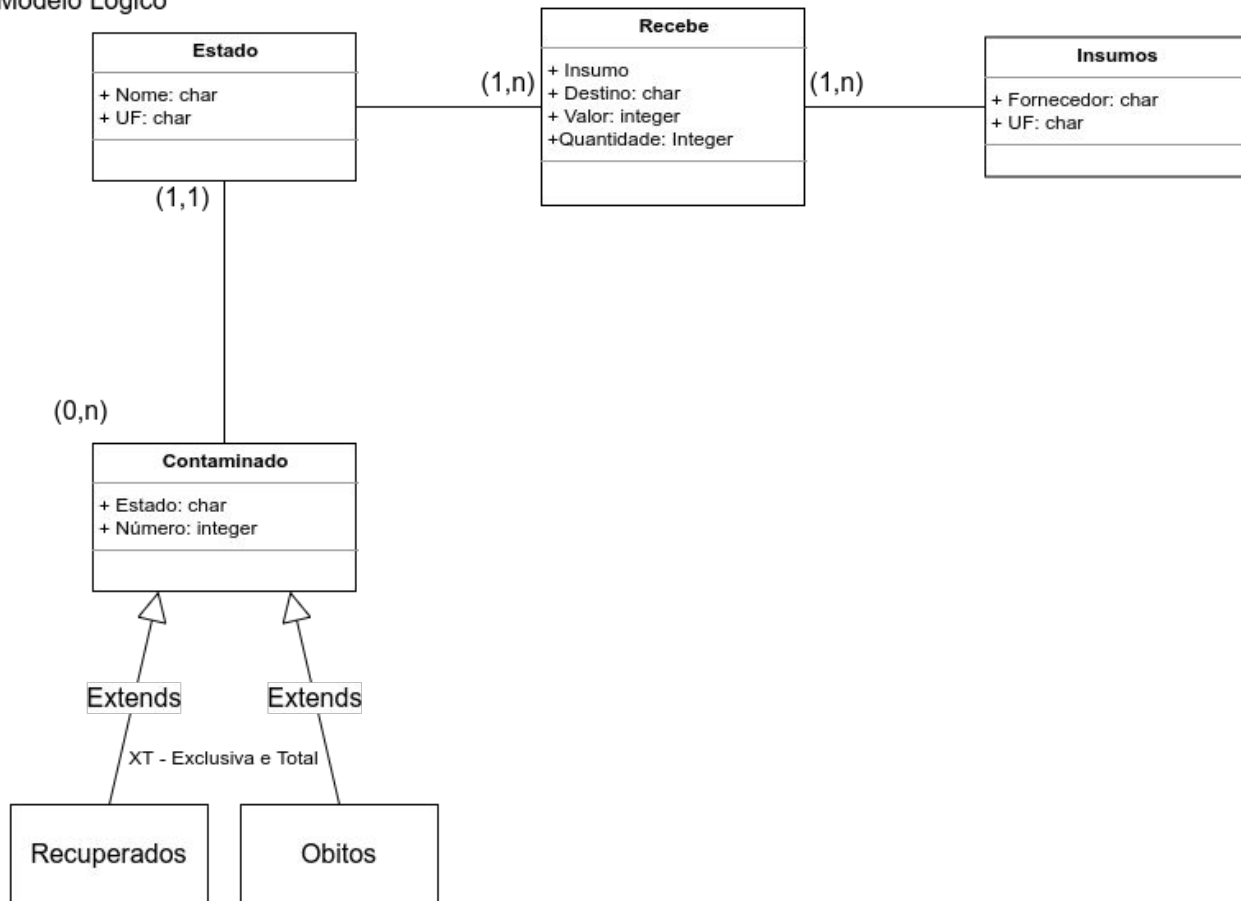 Modelo Lógico
Estado
+ Nome: char
+ UF: char
(1,1)
(1,n)
Recebe
+ Insumo
+ Destino: char
+ Valor: integer
+Quantidade: Integer
(1,n)
Insumos
+ Fornecedor: char
+ UF: char
(0,n)
Contaminado
+ Estado: char
+ Número: integer
Extends
Extends
XT - Exclusiva e Total
Recuperados
Obitos